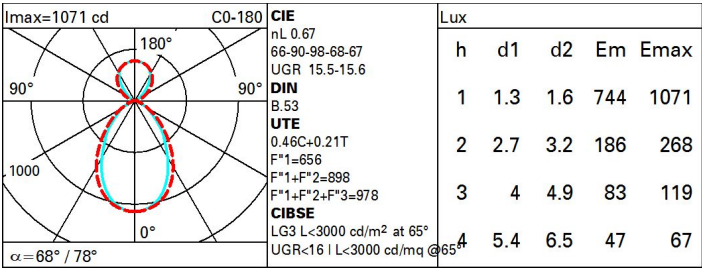 Imax=1071 cd C0-180
180°
90° 90°
1000
0°
α=68° / 78°
CIE
nL 0.67
66-90-98-68-67
UGR 15.5-15.6
DIN
B.53
UTE
0.46C+0.21T
F"1=656
F"1+F"2=898
F"1+F"2+F"3=978
CIBSE
LG3 L<3000 cd/m² at 65°
UGR<16 | L<3000 cd/mq @65°
Lux
h d1 d2 Em Emax
1 1.3 1.6 744 1071
2 2.7 3.2 186 268
3 4 4.9 83 119
4 5.4 6.5 47 67